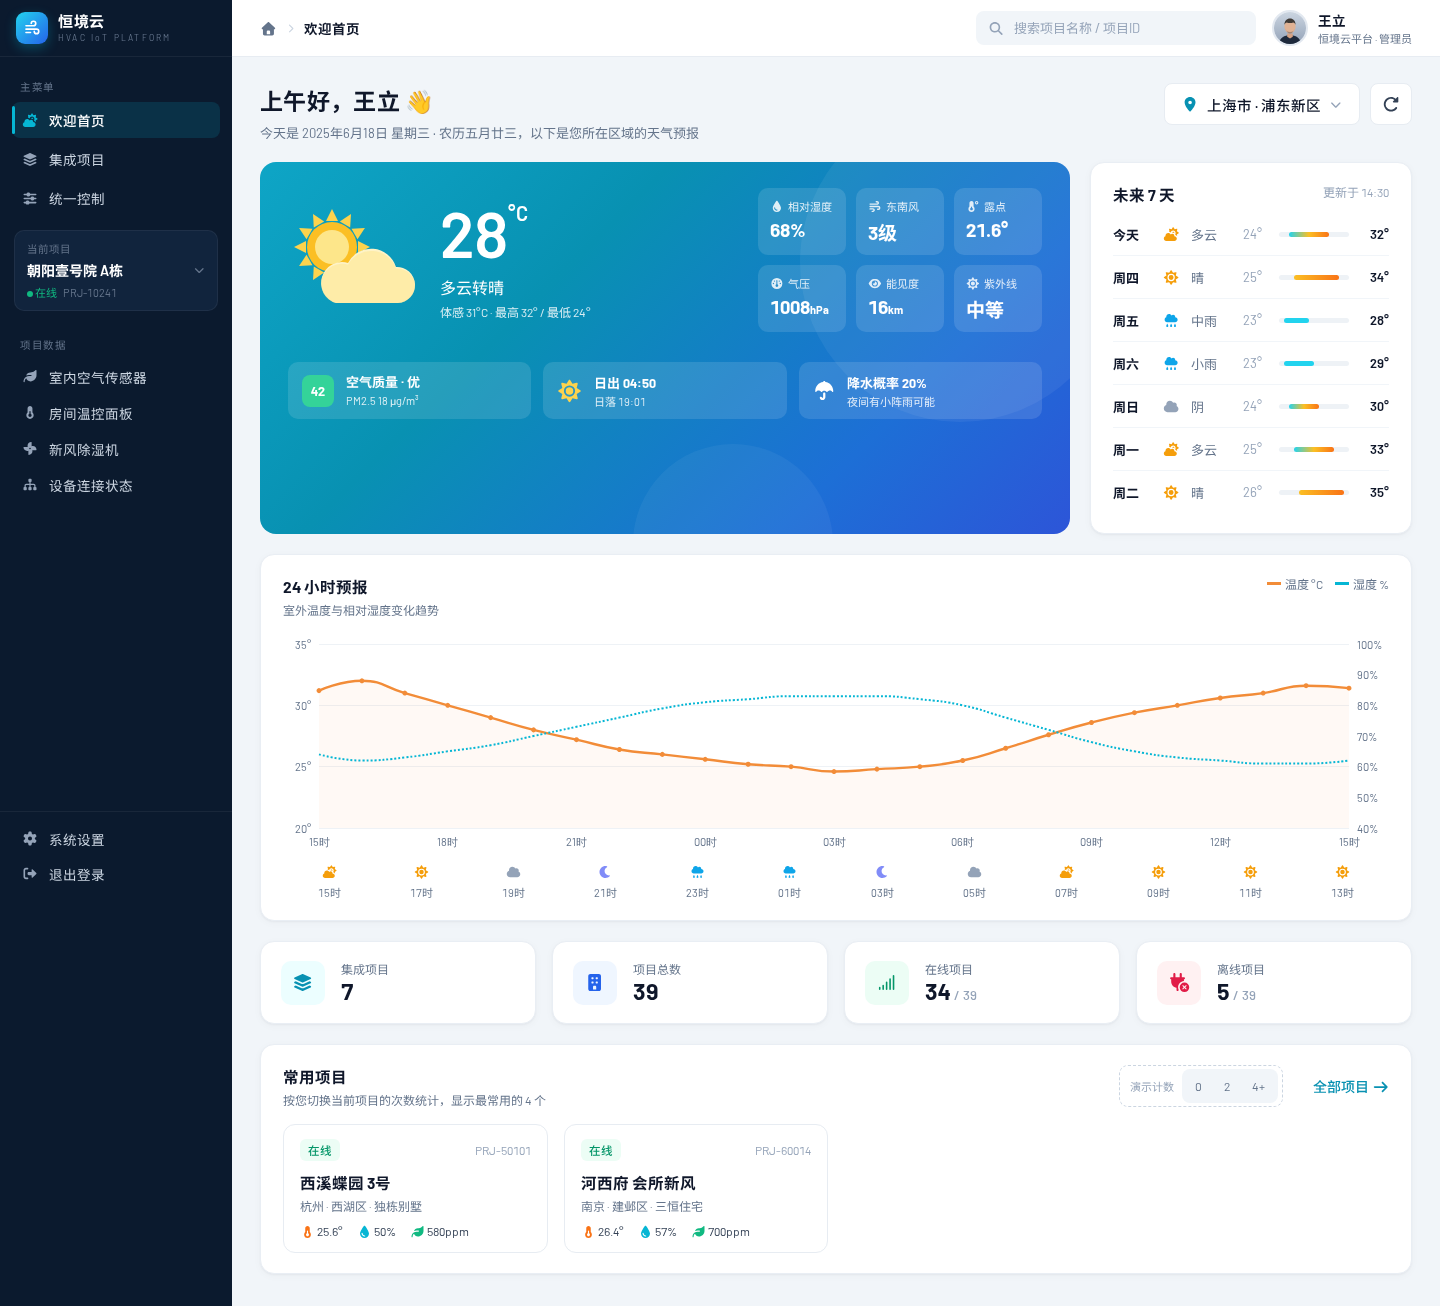 恒境云
HVAC IoT PLATFORM
主菜单
欢迎首页
集成项目
统一控制
当前项目
朝阳壹号院 A栋
在线 PRJ-10241
项目数据
室内空气传感器
房间温控面板
新风除湿机
设备连接状态
系统设置
退出登录
欢迎首页
搜索项目名称 / 项目ID
王立
恒境云平台 · 管理员
上午好，王立 👋
今天是 2025年6月18日 星期三 · 农历五月廿三，以下是您所在区域的天气预报
上海市 · 浦东新区
28°C
多云转晴
体感 31°C · 最高 32° / 最低 24°
相对湿度
68%
东南风
3级
露点
21.6°
气压
1008hPa
能见度
16km
紫外线
中等
42
空气质量 · 优
PM2.5 18 μg/m³
日出 04:50
日落 19:01
降水概率 20%
夜间有小阵雨可能
未来 7 天
更新于 14:30
今天 多云 24° 32°
周四 晴 25° 34°
周五 中雨 23° 28°
周六 小雨 23° 29°
周日 阴 24° 30°
周一 多云 25° 33°
周二 晴 26° 35°
24 小时预报
室外温度与相对湿度变化趋势
温度 °C 湿度 %
35° 100%
90%
30° 80%
70%
25° 60%
50%
20° 40%
15时 18时 21时 00时 03时 06时 09时 12时 15时
15时 17时 19时 21时 23时 01时 03时 05时 07时 09时 11时 13时
集成项目
7
项目总数
39
在线项目
34 / 39
离线项目
5 / 39
常用项目
按您切换当前项目的次数统计，显示最常用的 4 个
演示计数 0 2 4+
全部项目
在线 PRJ-50101
西溪蝶园 3号
杭州 · 西湖区 · 独栋别墅
25.6° 50% 580ppm
在线 PRJ-60014
河西府 会所新风
南京 · 建邺区 · 三恒住宅
26.4° 57% 700ppm